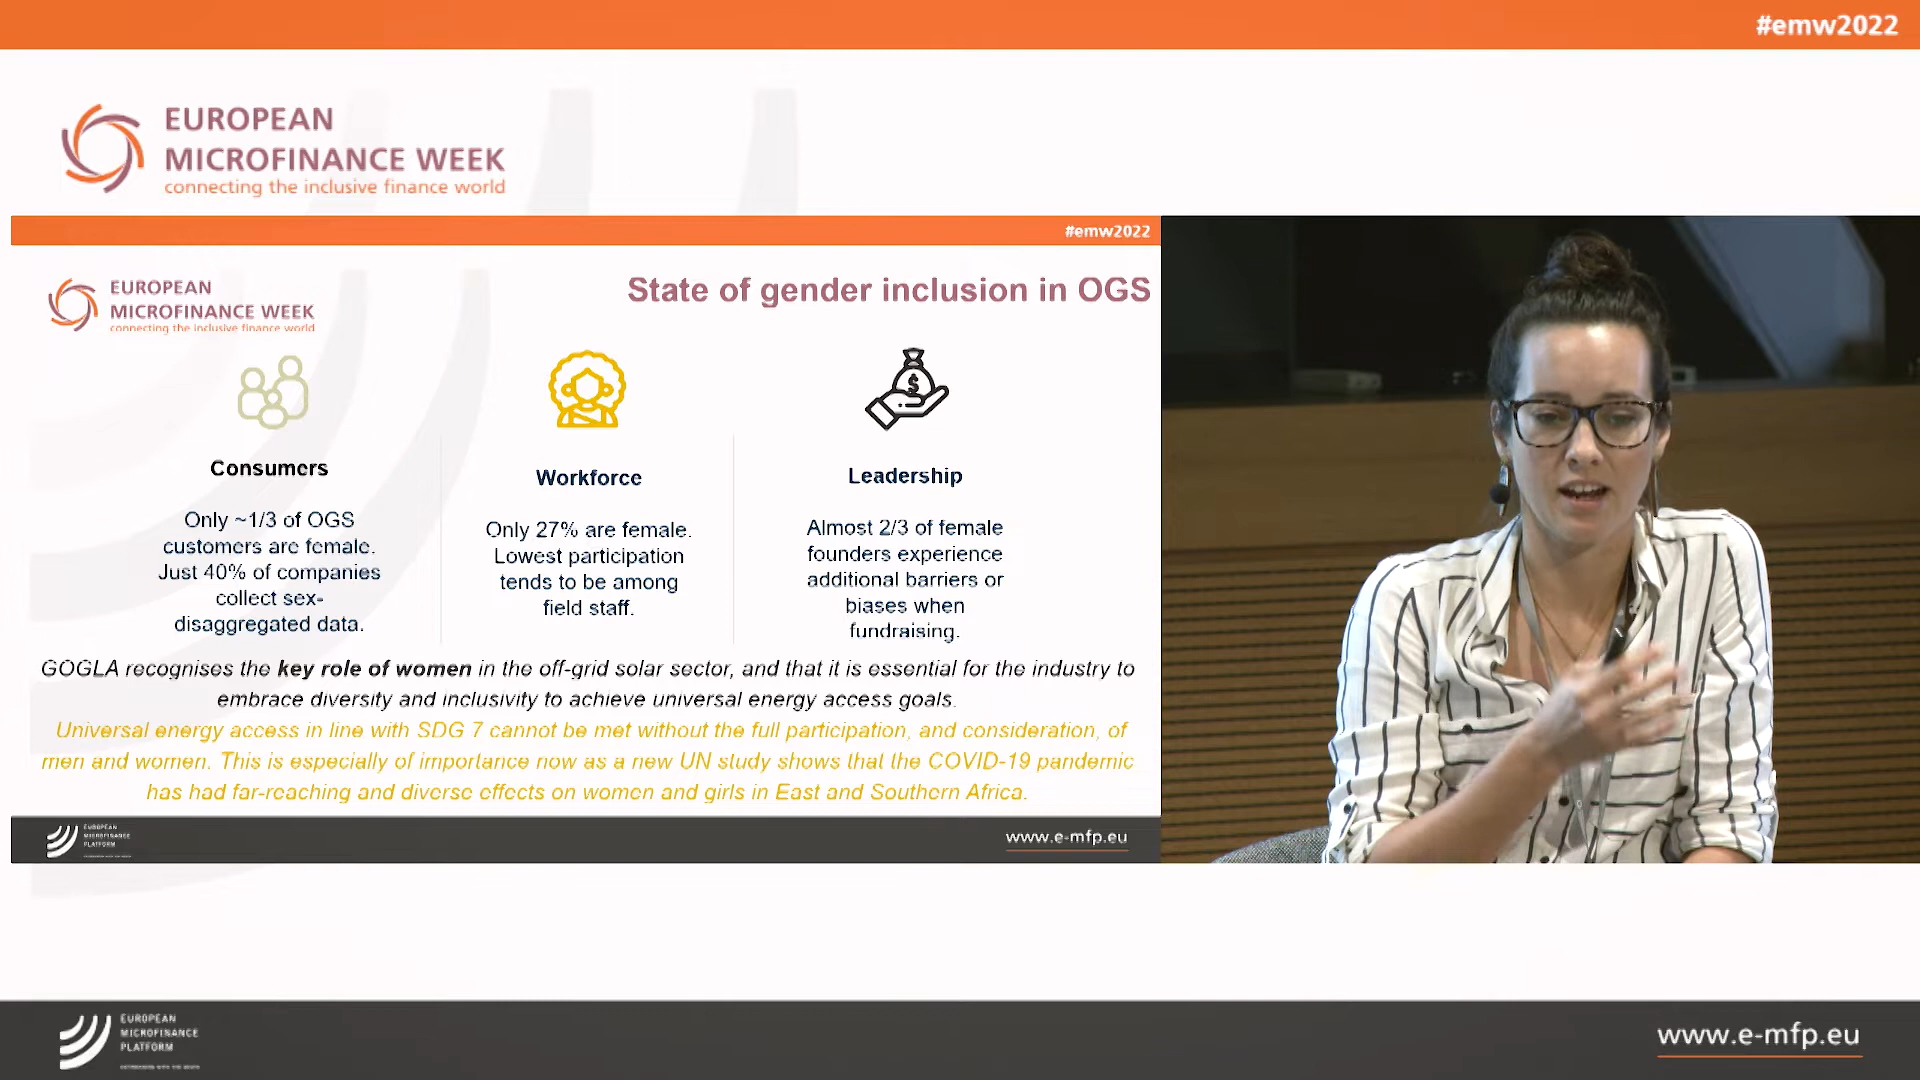 #emw2022
EUROPEAN
MICROFINANCE WEEK
connecting the inclusive finance world
#emw2022
EUROPEAN
MICROFINANCE WEEK
connecting the inclusive finance world
State of gender inclusion in OGS
Consumers
Only ~1/3 of OGS
customers are female.
Just 40% of companies
collect sex-
disaggregated data.
Workforce
Only 27% are female.
Lowest participation
tends to be among
field staff.
Leadership
Almost 2/3 of female
founders experience
additional barriers or
biases when
fundraising.
GOGLA recognises the key role of women in the off-grid solar sector, and that it is essential for the industry to
embrace diversity and inclusivity to achieve universal energy access goals.
Universal energy access in line with SDG 7 cannot be met without the full participation, and consideration, of
men and women. This is especially of importance now as a new UN study shows that the COVID-19 pandemic
has had far-reaching and diverse effects on women and girls in East and Southern Africa.
EUROPEAN
MICROFINANCE
PLATFORM
www.e-mfp.eu
EUROPEAN
MICROFINANCE
PLATFORM
www.e-mfp.eu